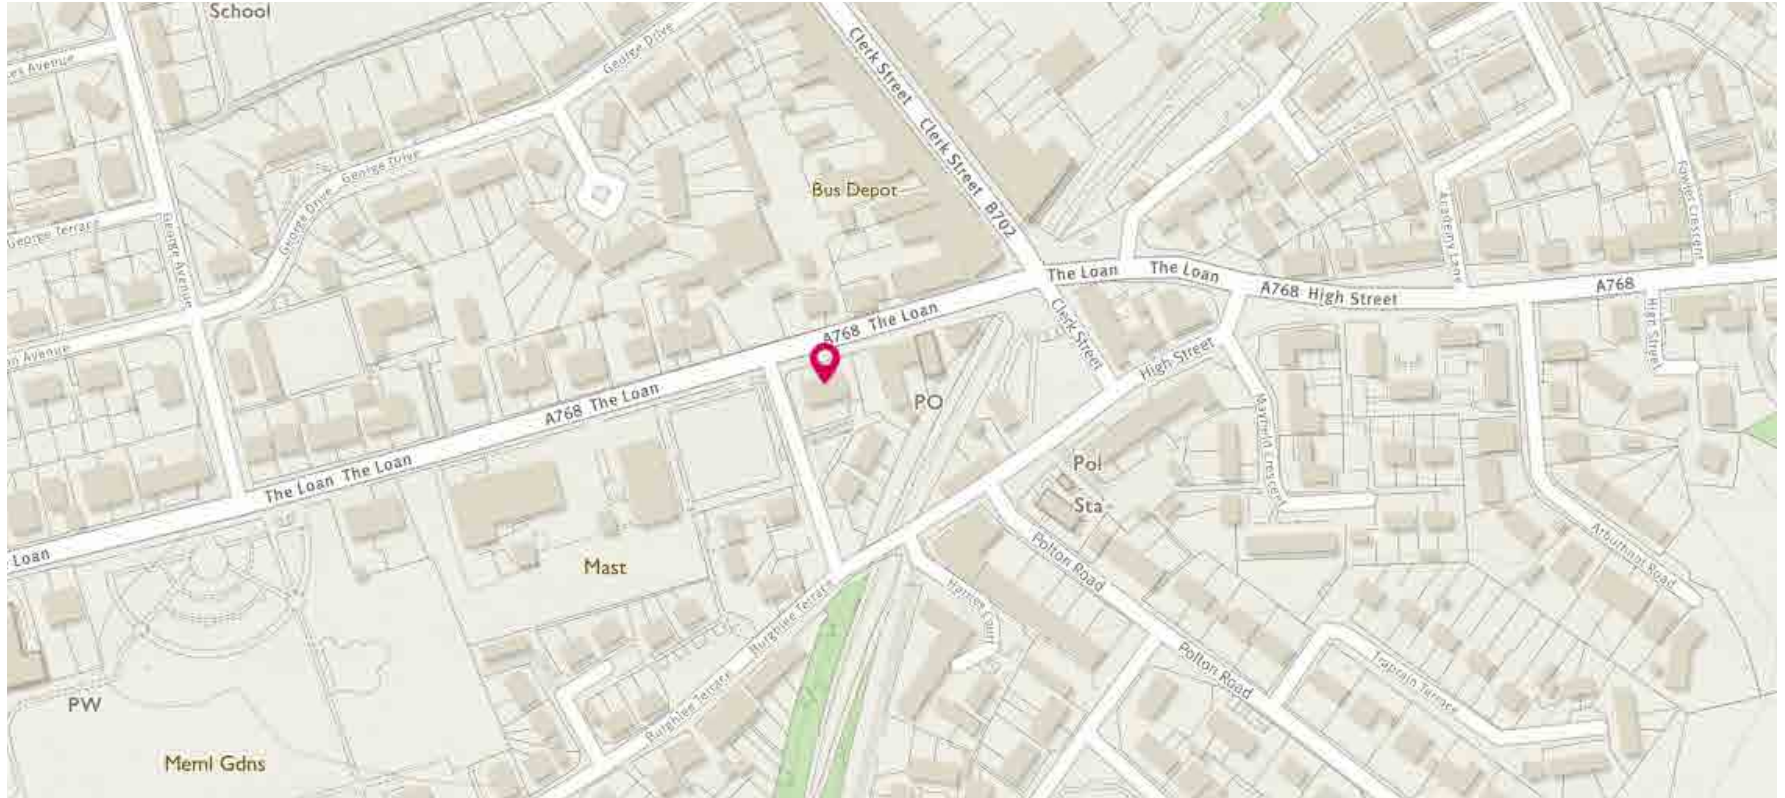 School
George Drive
Clerk Street
Avenue
Clerk Street B702
Bus Depot
George Drive
George Drive
George Terrace
George Avenue
Academy Lane
Fowler Crescent
The Loan
The Loan
A768 High Street
A768
High Street
Clerk Street
A768 The Loan
High Street
Avenue
PO
A768 The Loan
Mayfield Crescent
Pol
Sta
The Loan The Loan
Loan
Mast
Polton Road
Arbuthnot Road
Terrace
Polton Road
Traprain Terrace
Terrace
PW
Meml Gdns